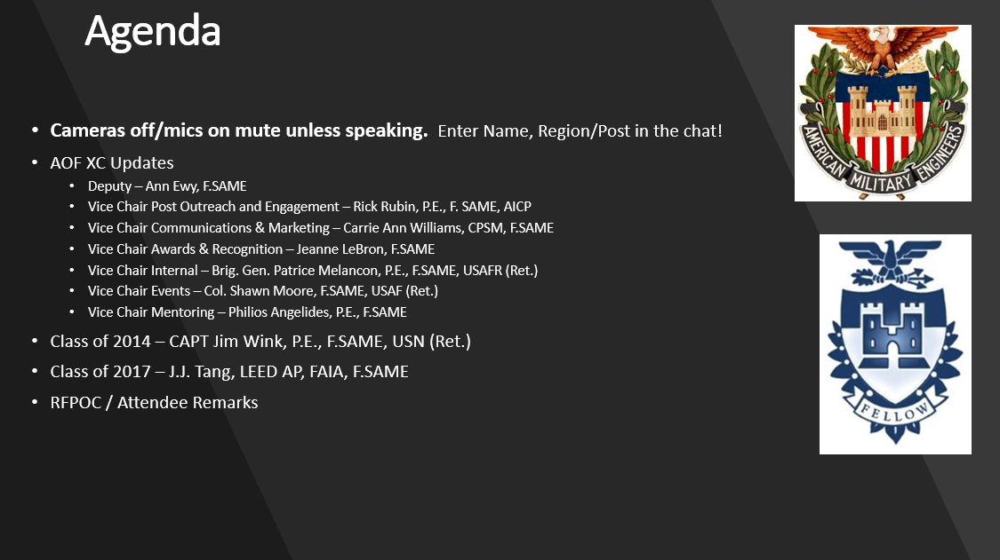 Agenda
• Cameras off/mics on mute unless speaking. Enter Name, Region/Post in the chat!
• AOF XC Updates
• Deputy – Ann Ewy, F.SAME
• Vice Chair Post Outreach and Engagement – Rick Rubin, P.E., F. SAME, AICP
• Vice Chair Communications & Marketing – Carrie Ann Williams, CPSM, F.SAME
• Vice Chair Awards & Recognition – Jeanne LeBron, F.SAME
• Vice Chair Internal – Brig. Gen. Patrice Melancon, P.E., F.SAME, USAFR (Ret.)
• Vice Chair Events – Col. Shawn Moore, F.SAME, USAF (Ret.)
• Vice Chair Mentoring – Philios Angelides, P.E., F.SAME
• Class of 2014 – CAPT Jim Wink, P.E., F.SAME, USN (Ret.)
• Class of 2017 – J.J. Tang, LEED AP, FAIA, F.SAME
• RFPOC / Attendee Remarks
AMERICAN MILITARY ENGINEERS
FELLOW